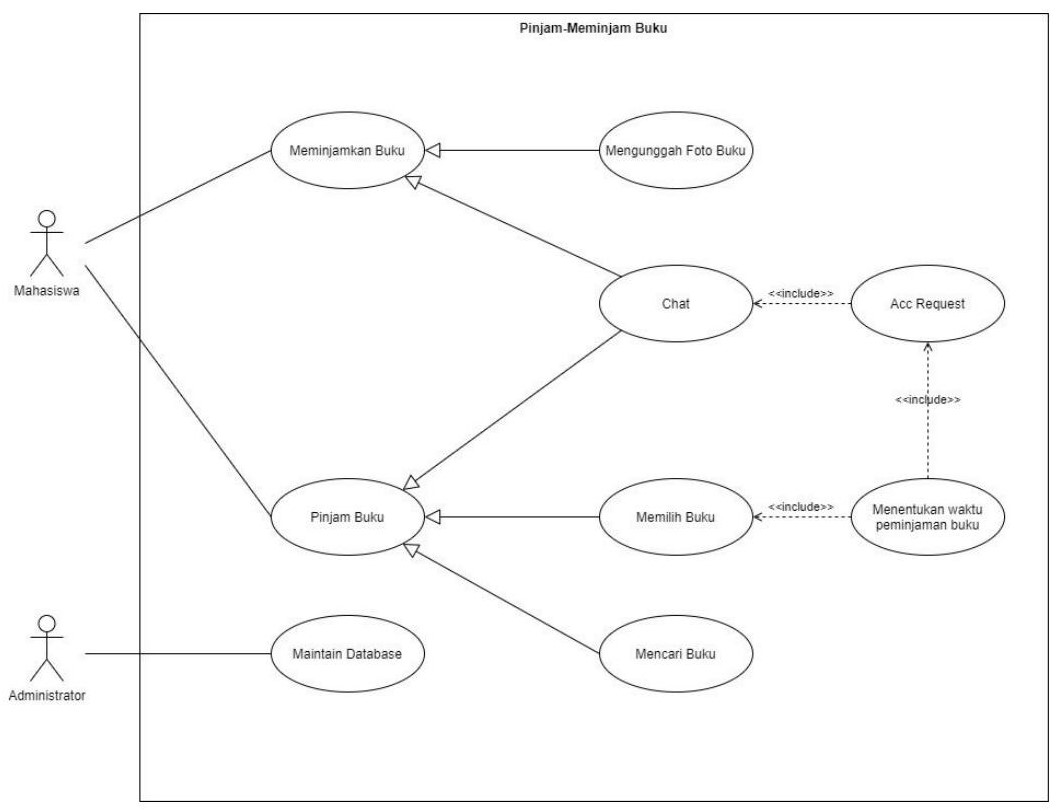 Pinjam-Meminjam Buku
Meminjamkan Buku
Mengunggah Foto Buku
Mahasiswa
Chat
<<include>>
Acc Request
<<include>>
Pinjam Buku
Memilih Buku
<<include>>
Menentukan waktu
peminjaman buku
Administrator
Maintain Database
Mencari Buku